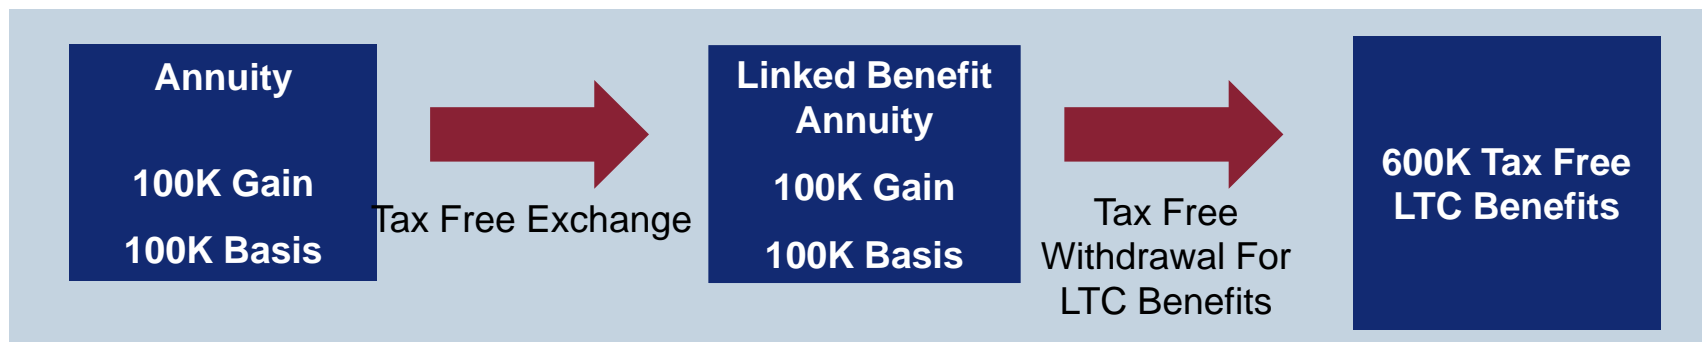 Annuity
100K Gain
100K Basis
Tax Free Exchange
Linked Benefit
Annuity
100K Gain
100K Basis
Tax Free
Withdrawal For
LTC Benefits
600K Tax Free
LTC Benefits